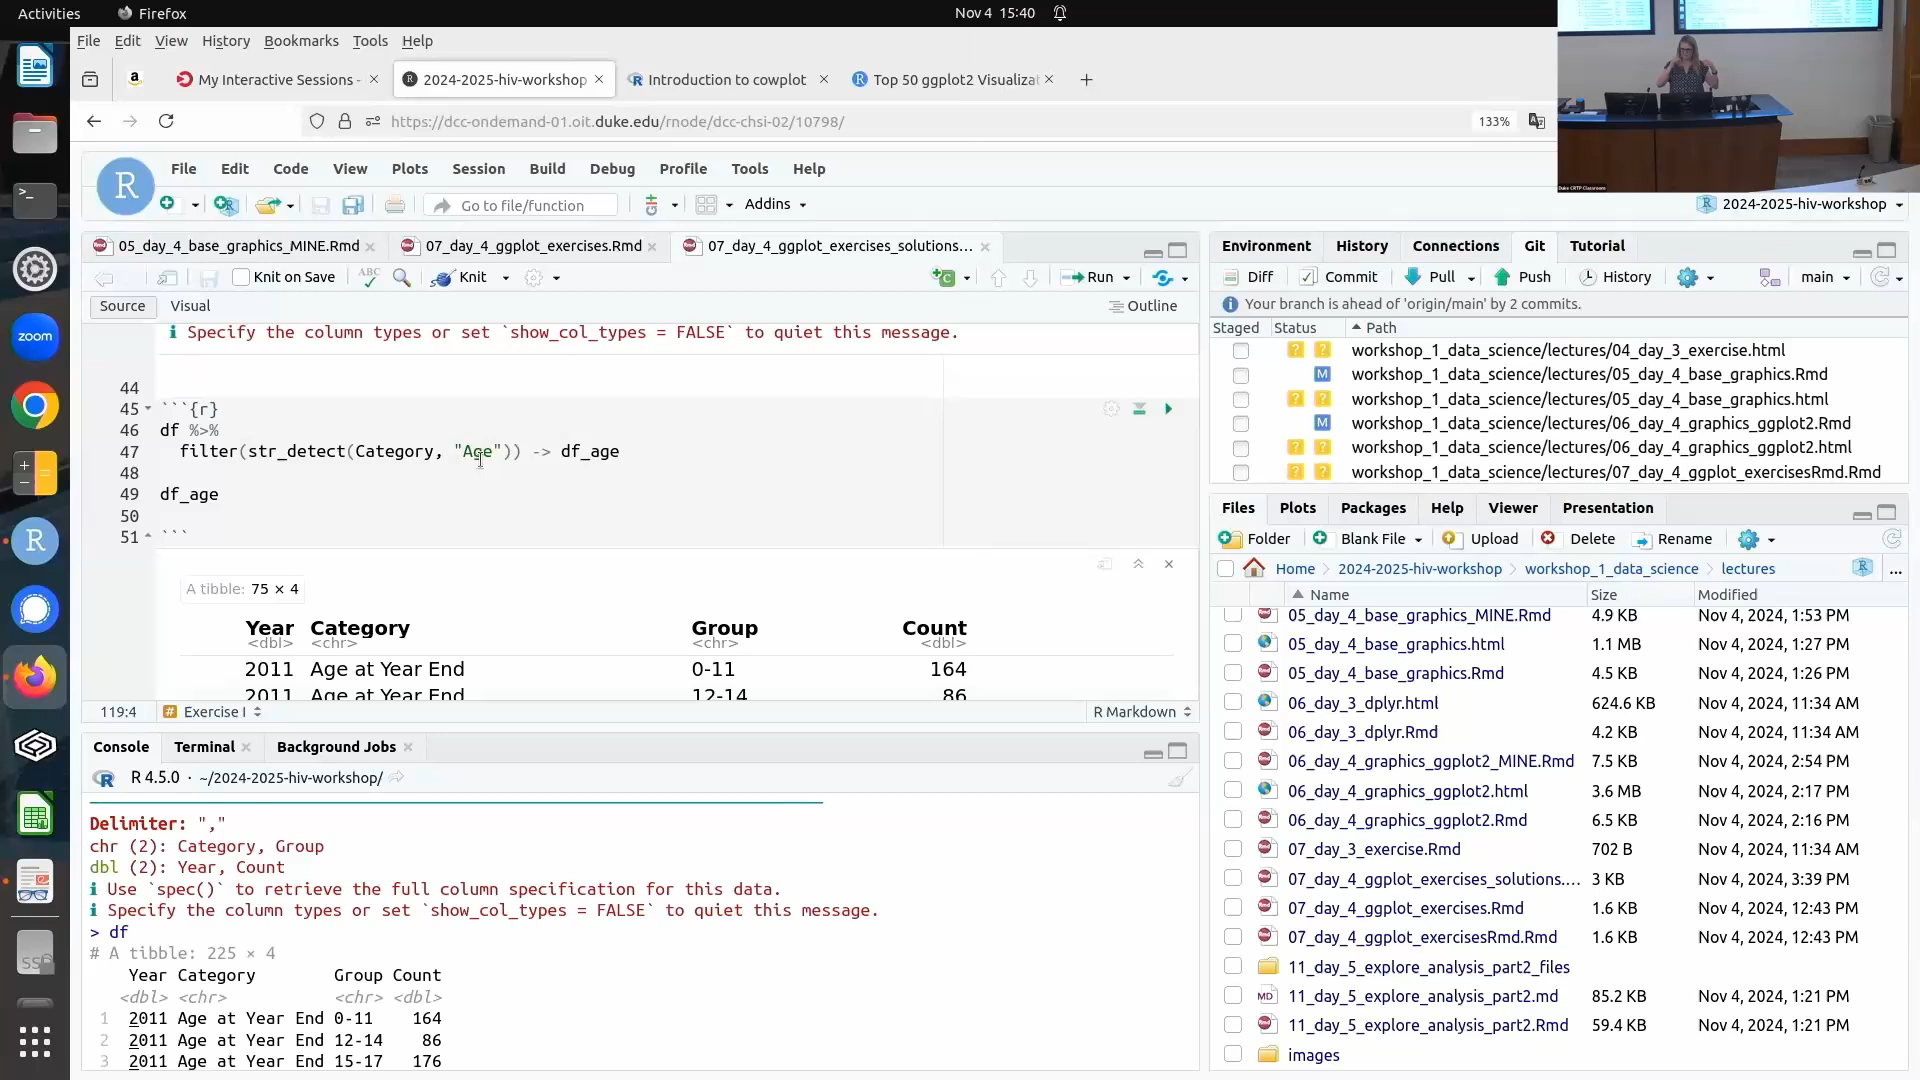 Activities
Firefox
Nov 4 15:40
File Edit View History Bookmarks Tools Help
My Interactive Sessions -
2024-2025-hiv-workshop
Introduction to cowplot
Top 50 ggplot2 Visualizat
https://dcc-ondemand-01.oit.duke.edu/rnode/dcc-chsi-02/10798/
133%
Duke CRTP Classroom
File Edit Code View Plots Session Build Debug Profile Tools Help
Go to file/function
Addins
2024-2025-hiv-workshop
05_day_4_base_graphics_MINE.Rmd
07_day_4_ggplot_exercises.Rmd
07_day_4_ggplot_exercises_solutions...
Knit on Save
ABC
Knit
Run
Source Visual
Outline
ℹ Specify the column types or set `show_col_types = FALSE` to quiet this message.
44
45 ```{r}
46 df %>%
47 filter(str_detect(Category, "Age")) -> df_age
48
49 df_age
50
51 ```
A tibble: 75 × 4
Year Category Group Count
<dbl> <chr> <chr> <dbl>
2011 Age at Year End 0-11 164
2011 Age at Year End 12-14 86
119:4 # Exercise I
R Markdown
Console Terminal Background Jobs
R 4.5.0 · ~/2024-2025-hiv-workshop/
Delimiter: ","
chr (2): Category, Group
dbl (2): Year, Count
ℹ Use `spec()` to retrieve the full column specification for this data.
ℹ Specify the column types or set `show_col_types = FALSE` to quiet this message.
> df
# A tibble: 225 × 4
Year Category Group Count
<dbl> <chr> <chr> <dbl>
1 2011 Age at Year End 0-11 164
2 2011 Age at Year End 12-14 86
3 2011 Age at Year End 15-17 176
Environment History Connections Git Tutorial
Diff Commit Pull Push History main
Your branch is ahead of 'origin/main' by 2 commits.
Staged Status Path
? ? workshop_1_data_science/lectures/04_day_3_exercise.html
M workshop_1_data_science/lectures/05_day_4_base_graphics.Rmd
? ? workshop_1_data_science/lectures/05_day_4_base_graphics.html
M workshop_1_data_science/lectures/06_day_4_graphics_ggplot2.Rmd
? ? workshop_1_data_science/lectures/06_day_4_graphics_ggplot2.html
? ? workshop_1_data_science/lectures/07_day_4_ggplot_exercisesRmd.Rmd
Files Plots Packages Help Viewer Presentation
Folder Blank File Upload Delete Rename
Home 2024-2025-hiv-workshop workshop_1_data_science lectures ...
Name Size Modified
05_day_4_base_graphics_MINE.Rmd 4.9 KB Nov 4, 2024, 1:53 PM
05_day_4_base_graphics.html 1.1 MB Nov 4, 2024, 1:27 PM
05_day_4_base_graphics.Rmd 4.5 KB Nov 4, 2024, 1:26 PM
06_day_3_dplyr.html 624.6 KB Nov 4, 2024, 11:34 AM
06_day_3_dplyr.Rmd 4.2 KB Nov 4, 2024, 11:34 AM
06_day_4_graphics_ggplot2_MINE.Rmd 7.5 KB Nov 4, 2024, 2:54 PM
06_day_4_graphics_ggplot2.html 3.6 MB Nov 4, 2024, 2:17 PM
06_day_4_graphics_ggplot2.Rmd 6.5 KB Nov 4, 2024, 2:16 PM
07_day_3_exercise.Rmd 702 B Nov 4, 2024, 11:34 AM
07_day_4_ggplot_exercises_solutions.... 3 KB Nov 4, 2024, 3:39 PM
07_day_4_ggplot_exercises.Rmd 1.6 KB Nov 4, 2024, 12:43 PM
07_day_4_ggplot_exercisesRmd.Rmd 1.6 KB Nov 4, 2024, 12:43 PM
11_day_5_explore_analysis_part2_files
11_day_5_explore_analysis_part2.md 85.2 KB Nov 4, 2024, 1:21 PM
11_day_5_explore_analysis_part2.Rmd 59.4 KB Nov 4, 2024, 1:21 PM
images
zoom